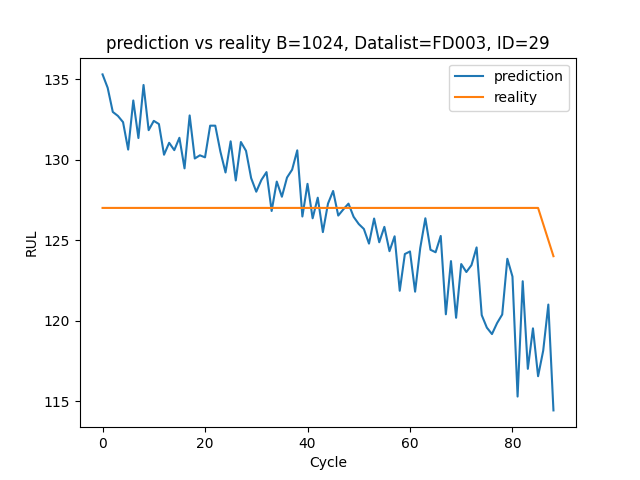 prediction vs reality B=1024, Datalist=FD003, ID=29
prediction
reality
135
130
125
120
115
RUL
0 20 40 60 80
Cycle